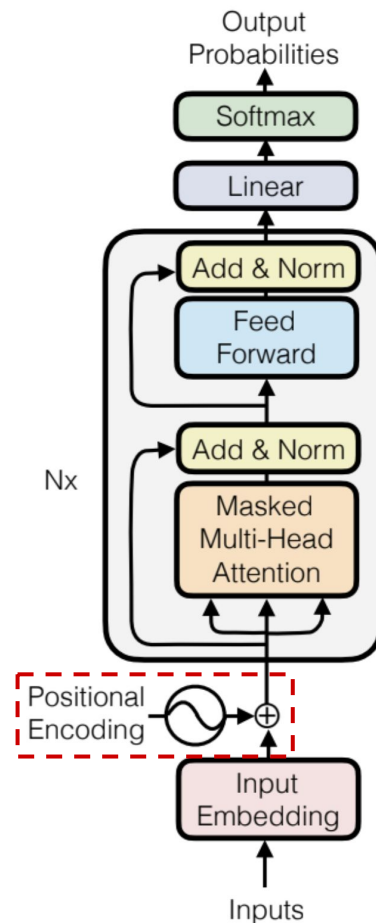 Output
Probabilities
Softmax
Linear
Add & Norm
Feed
Forward
Add & Norm
Nx
Masked
Multi-Head
Attention
Positional
Encoding
Input
Embedding
Inputs